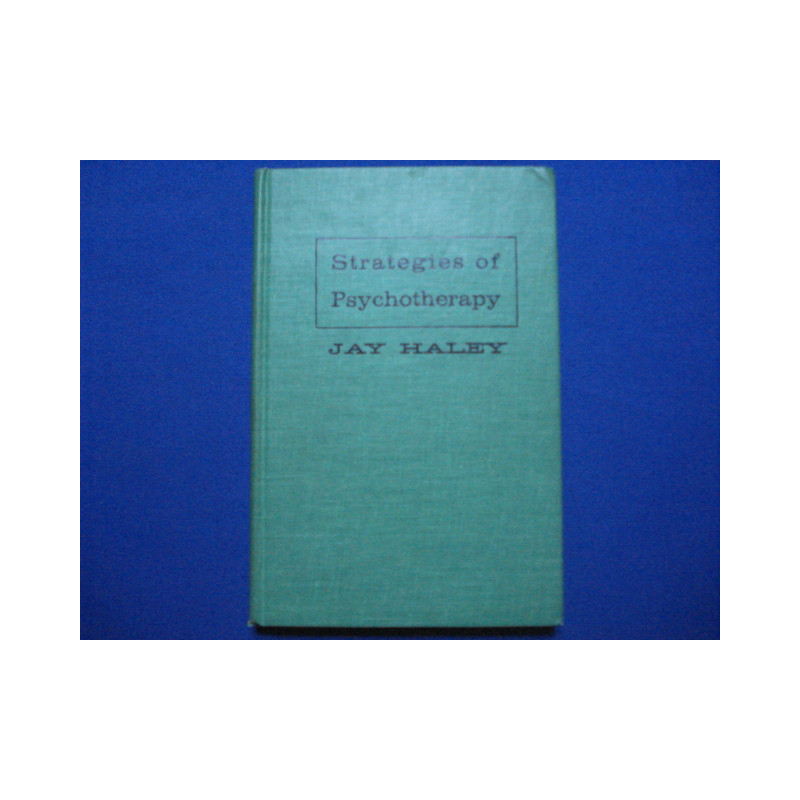 Strategies of
Psychotherapy
JAY HALEY